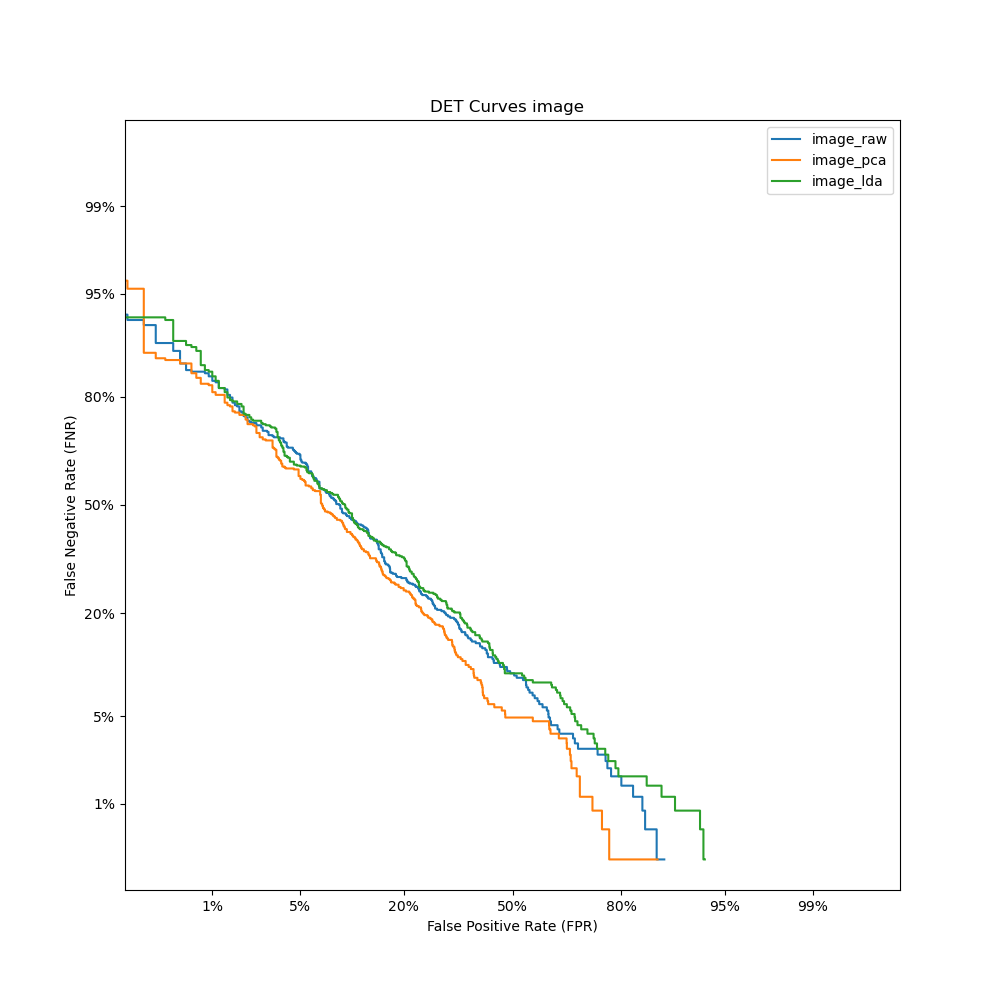 DET Curves image
image_raw
image_pca
image_lda
99%
95%
80%
50%
20%
5%
1%
False Negative Rate (FNR)
1%
5%
20%
50%
80%
95%
99%
False Positive Rate (FPR)